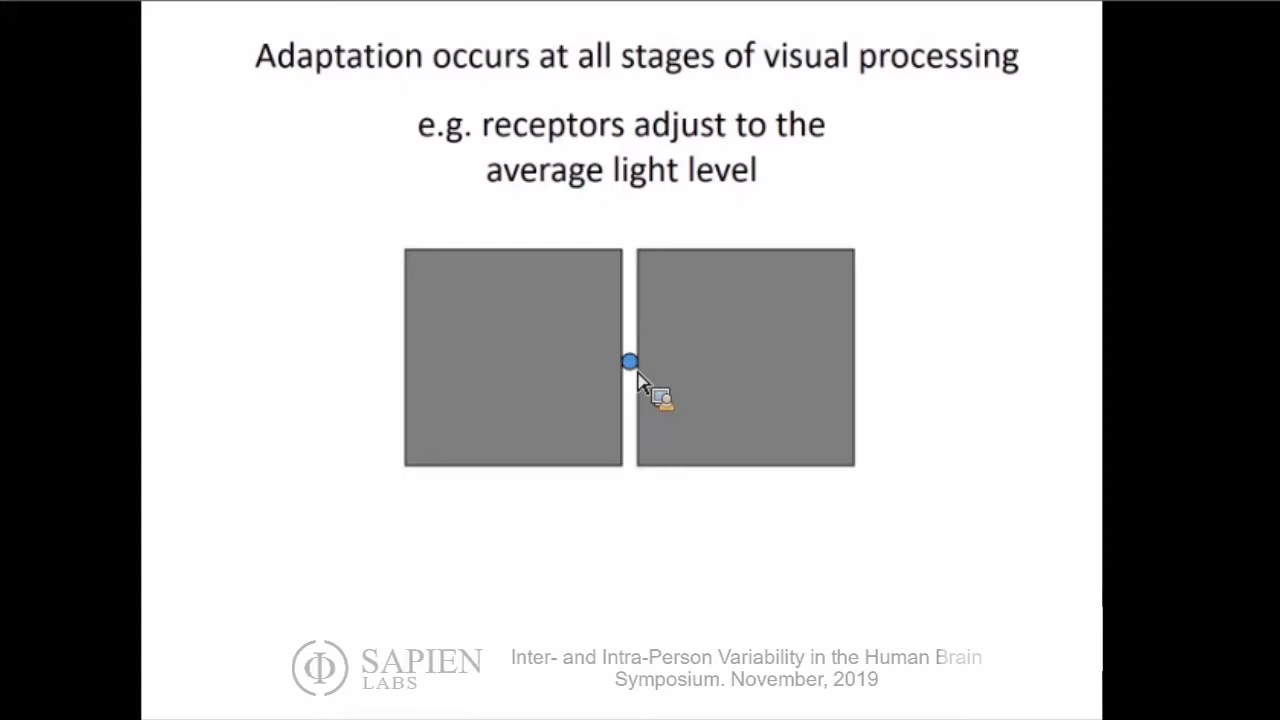 Adaptation occurs at all stages of visual processing
e.g. receptors adjust to the
average light level
SAPIEN
LABS
Inter- and Intra-Person Variability in the Human Brain
Symposium. November, 2019